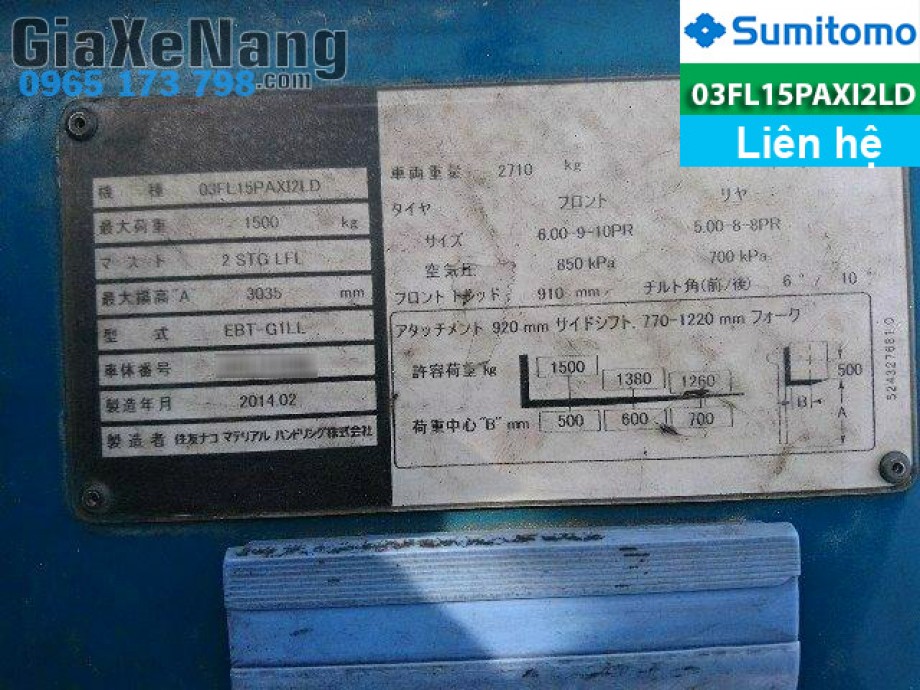 GiaXeNang
.com
0965 173 798
Sumitomo
03FL15PAXI2LD
Liên hệ
機 種 03FL15PAXI2LD
最大荷重 1500 kg
マスト 2 STG LFL
最大揚高"A 3035 mm
型 式 EBT-G1LL
車体番号
製造年月 2014.02
製造者 住友ナコ マテリアル ハンドリング株式会社
車両重量 2710 kg
タイヤ フロント リヤ
サイズ 6.00-9-10PR 5.00-8-8PR
空気圧 850 kPa 700 kPa
フロントトレッド 910 mm チルト角(前/後) 6°/ 10°
アタッチメント 920 mm サイドシフト, 770-1220 mm フォーク
許容荷重 kg 1500 1380 1260
荷重中心"B" mm 500 600 700
500
B
A
524327681 0